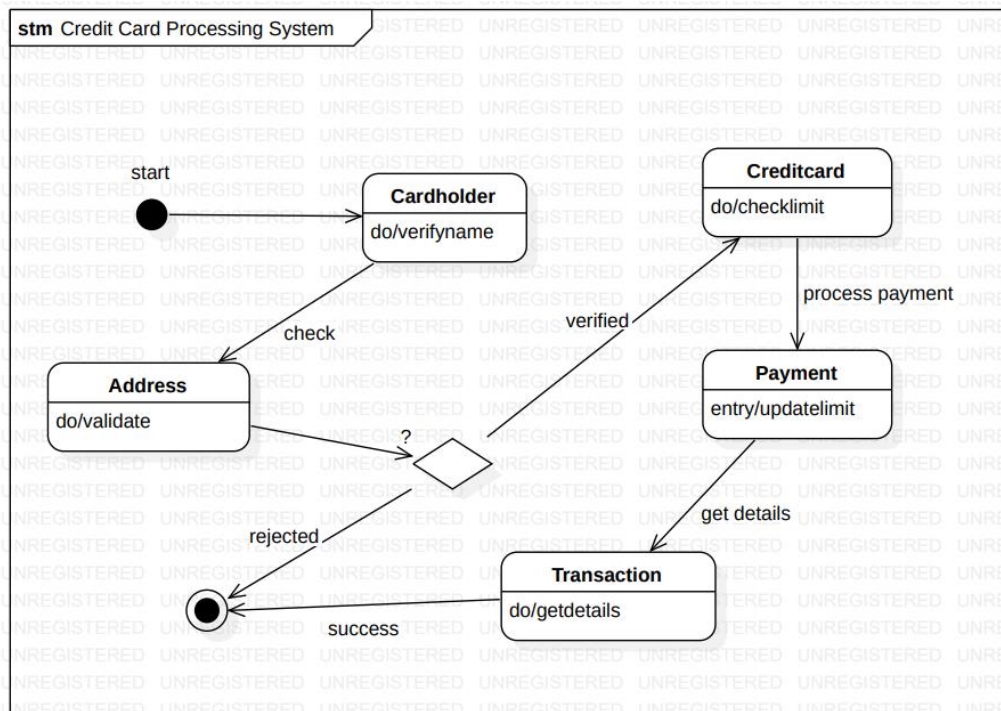 stm Credit Card Processing System
start
Cardholder
do/verifyname
Creditcard
do/checklimit
process payment
verified
check
Address
do/validate
Payment
entry/updatelimit
?
get details
rejected
Transaction
do/getdetails
success
UNREGISTERED